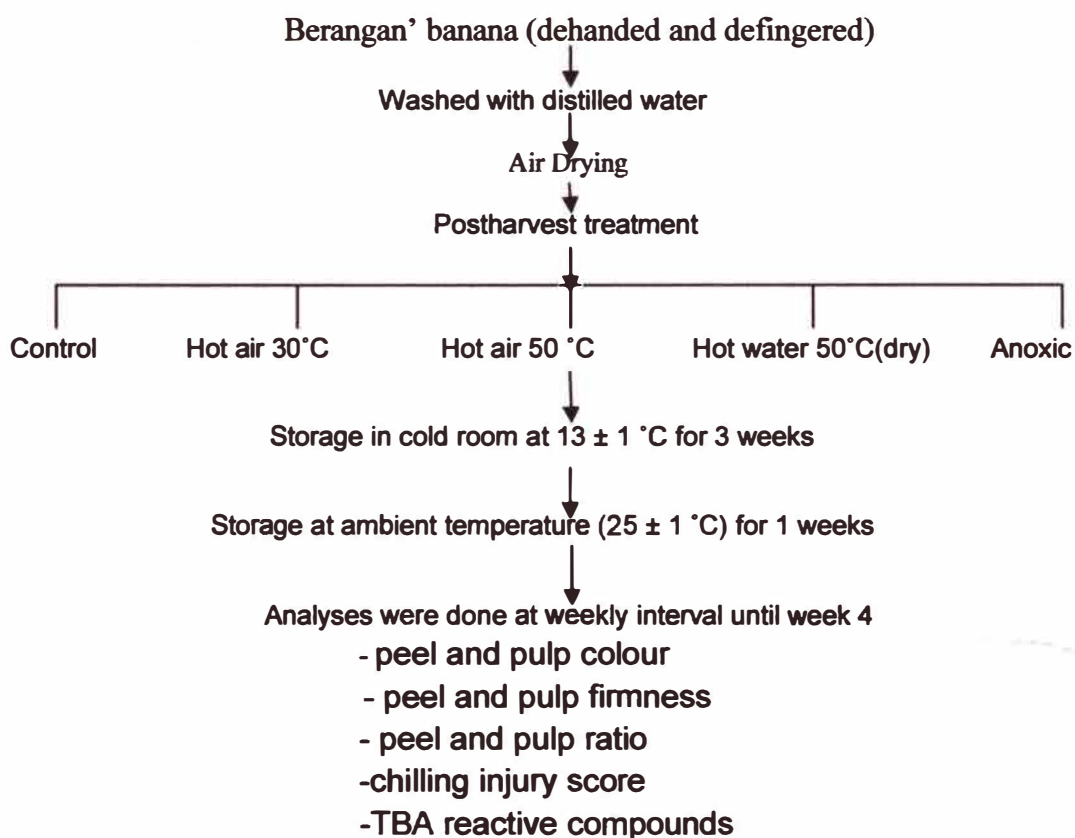 Berangan’ banana (dehanded and defingered)
Washed with distilled water
Air Drying
Postharvest treatment
Control Hot air 30˚C Hot air 50 ˚C Hot water 50˚C(dry) Anoxic
Storage in cold room at 13 ± 1 ˚C for 3 weeks
Storage at ambient temperature (25 ± 1 ˚C) for 1 weeks
Analyses were done at weekly interval until week 4
- peel and pulp colour
- peel and pulp firmness
- peel and pulp ratio
-chilling injury score
-TBA reactive compounds